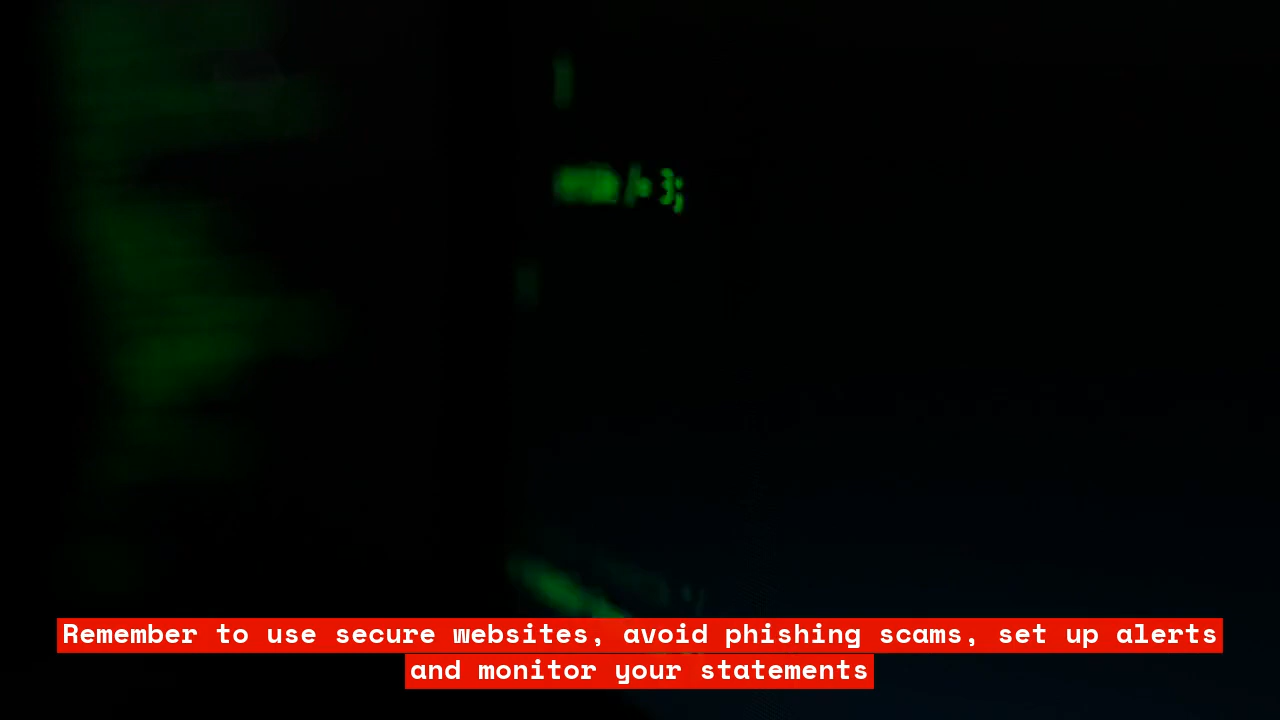 Remember to use secure websites, avoid phishing scams, set up alerts
and monitor your statements